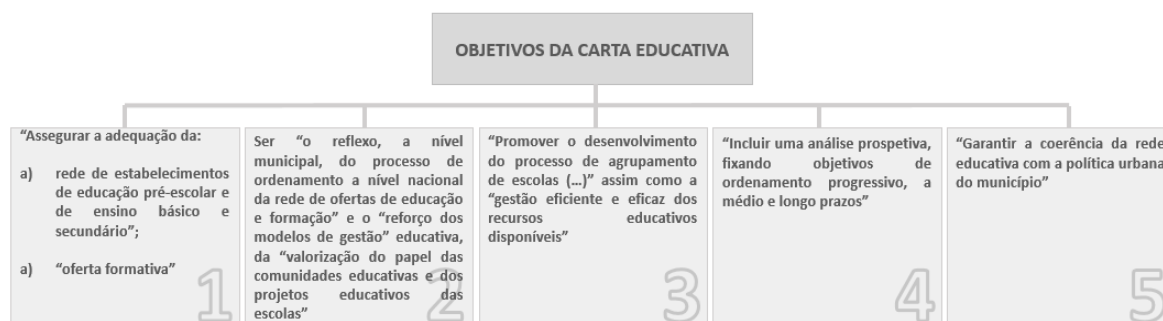 OBJETIVOS DA CARTA EDUCATIVA
“Assegurar a adequação da:
a) rede de estabelecimentos
de educação pré-escolar e
de ensino básico e
secundário”;
a) “oferta formativa”
1
Ser “o reflexo, a nível
municipal, do processo de
ordenamento a nível nacional
da rede de ofertas de educação
e formação” e o “reforço dos
modelos de gestão” educativa,
da “valorização do papel das
comunidades educativas e dos
projetos educativos das
escolas”
2
“Promover o desenvolvimento
do processo de agrupamento
de escolas (...)” assim como a
“gestão eficiente e eficaz dos
recursos educativos
disponíveis”
3
“Incluir uma análise prospetiva,
fixando objetivos de
ordenamento progressivo, a
médio e longo prazos”
4
“Garantir a coerência da rede
educativa com a política urbana
do município”
5